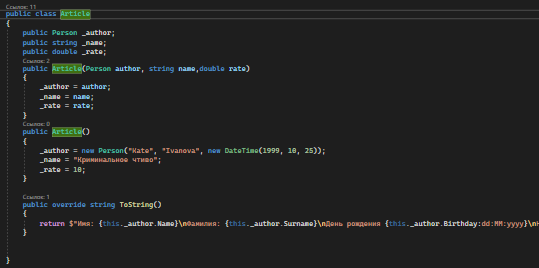 Ссылок: 11
public class Article
{
public Person _author;
public string _name;
public double _rate;
Ссылок: 2
public Article(Person author, string name,double rate)
{
_author = author;
_name = name;
_rate = rate;
}
Ссылок: 0
public Article()
{
_author = new Person("Kate", "Ivanova", new DateTime(1999, 10, 25));
_name = "Криминальное чтиво";
_rate = 10;
}
Ссылок: 1
public override string ToString()
{
return $"Имя: {this._author.Name}\nФамилия: {this._author.Surname}\nДень рождения {this._author.Birthday:dd:MM:yyyy}\n
}
}